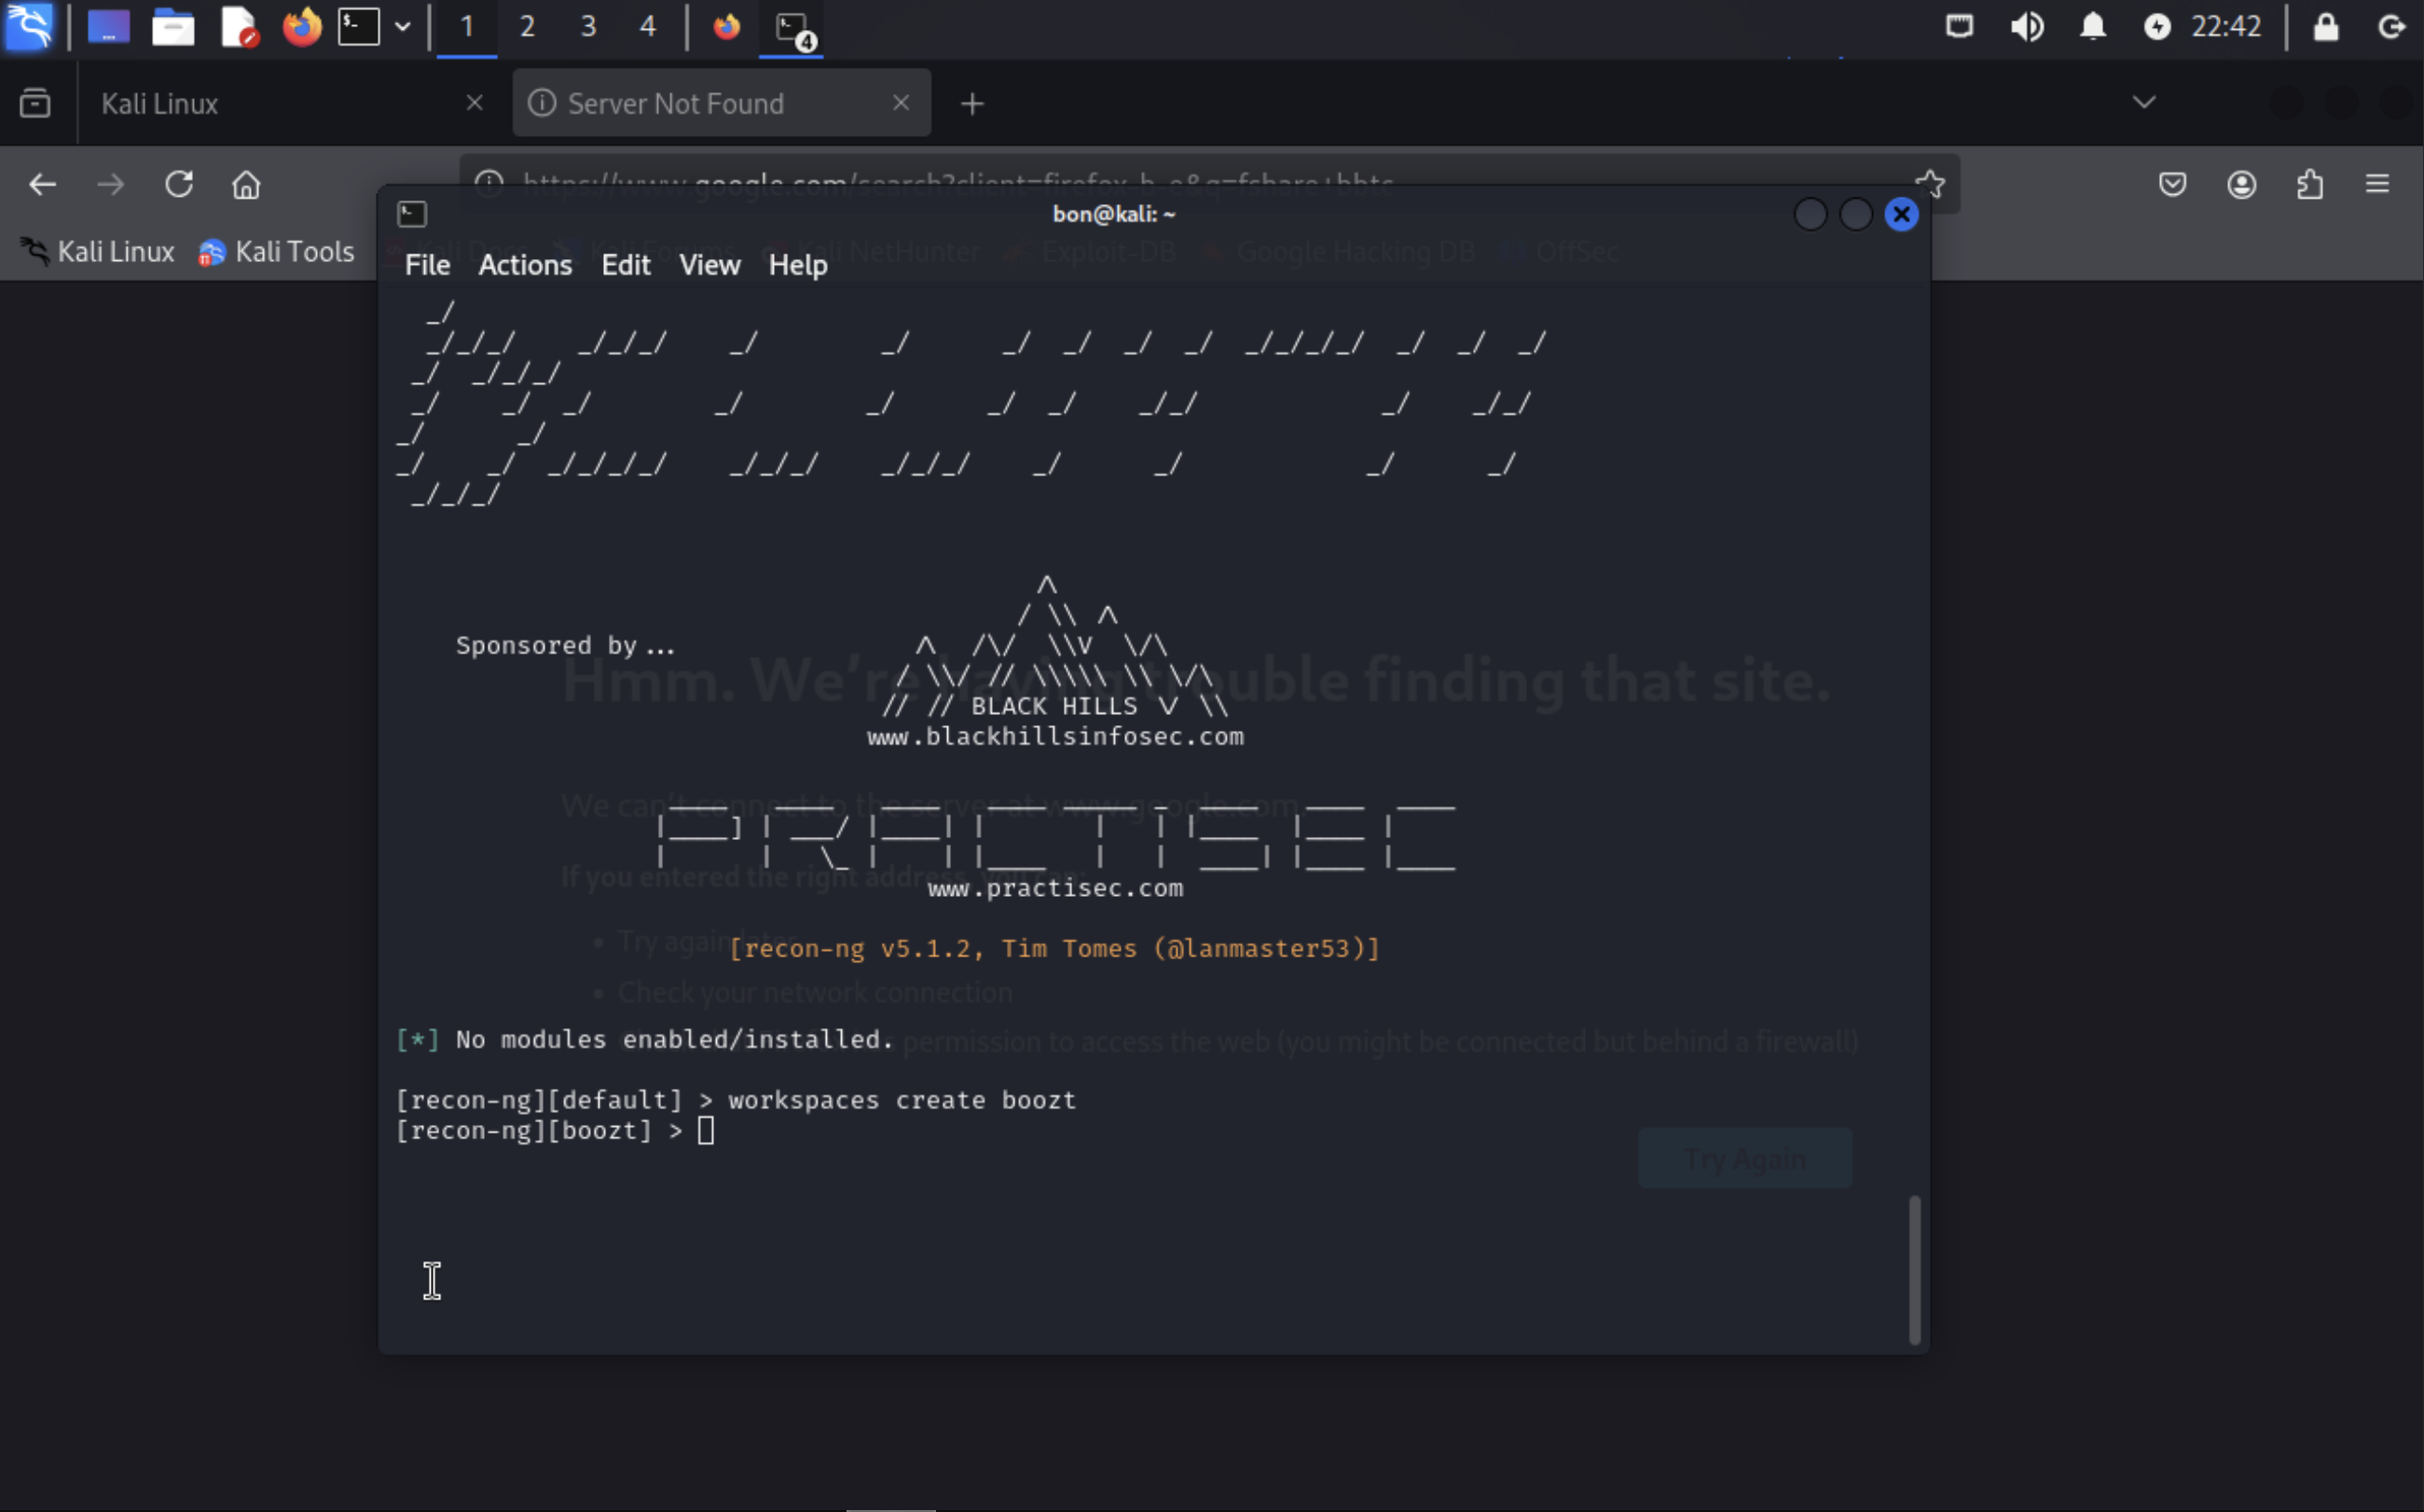 1 2 3 4 4 22:42
Kali Linux Server Not Found
https://www.google.com/search?client=firefox-b-e&q=fshare+bbtc
bon@kali: ~
Kali Linux Kali Tools Kali Docs Kali Forums Kali NetHunter Exploit-DB Google Hacking DB OffSec
File Actions Edit View Help
_/
_/_/_/    _/_/_/    _/        _/      _/  _/  _/  _/  _/_/_/_/  _/  _/  _/
_/  _/_/_/
_/    _/  _/        _/        _/      _/  _/    _/_/            _/    _/_/
_/      _/
_/    _/  _/_/_/_/    _/_/_/    _/_/_/    _/      _/            _/      _/
_/_/_/
^
/ \\ ^
Sponsored by ... ^ /\/ \\V \/\
/ \\/ // \\\\\ \\ \/\
// // BLACK HILLS \/ \\
www.blackhillsinfosec.com
Hmm. We're having trouble finding that site.
We can't connect to the server at www.google.com.
PRACTISEC
If you entered the right address, you can:
www.practisec.com
• Try again later
[recon-ng v5.1.2, Tim Tomes (@lanmaster53)]
• Check your network connection
[*] No modules enabled/installed.
permission to access the web (you might be connected but behind a firewall)
[recon-ng][default] > workspaces create boozt
[recon-ng][boozt] >
Try Again